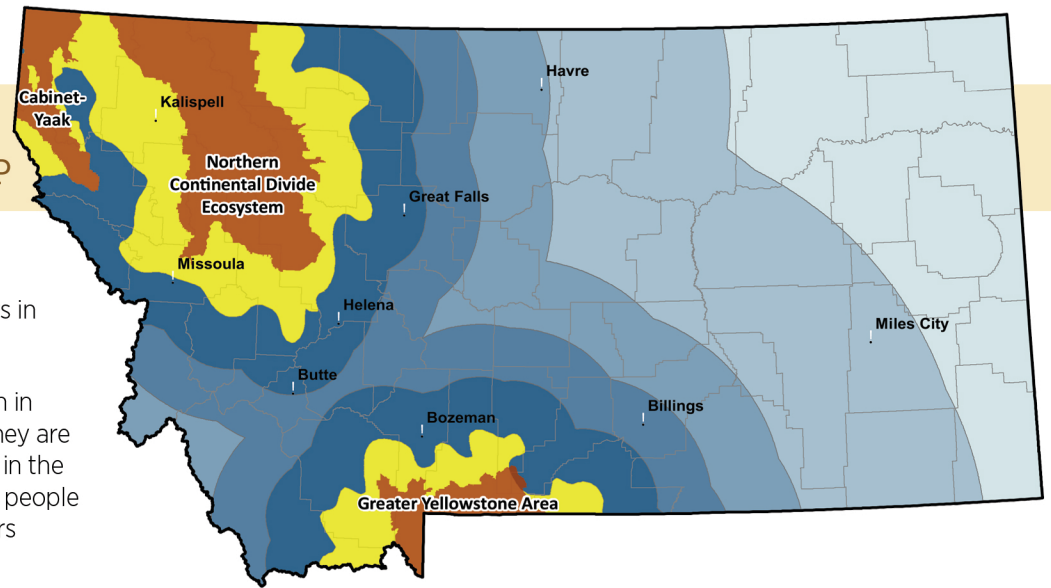 Cabinet-
Yaak
Kalispell
Havre
P
Northern
Continental Divide
Ecosystem
Great Falls
Missoula
s in
Helena
Miles City
Butte
n in
Billings
Bozeman
hey are
in the
people
Greater Yellowstone Area
rs